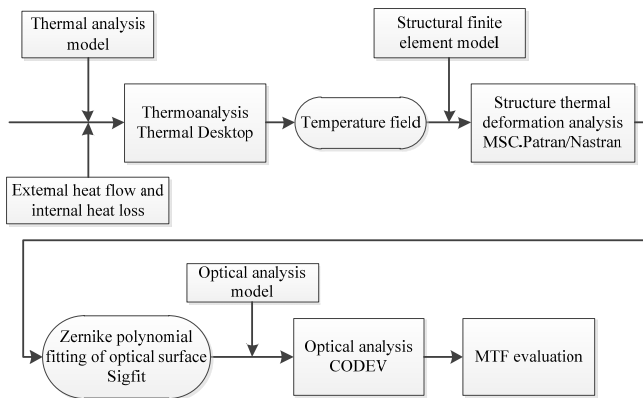 Thermal analysis
model
Structural finite
element model
Thermoanalysis
Thermal Desktop
Temperature field
Structure thermal
deformation analysis
MSC.Patran/Nastran
External heat flow and
internal heat loss
Optical analysis
model
Zernike polynomial
fitting of optical surface
Sigfit
Optical analysis
CODEV
MTF evaluation